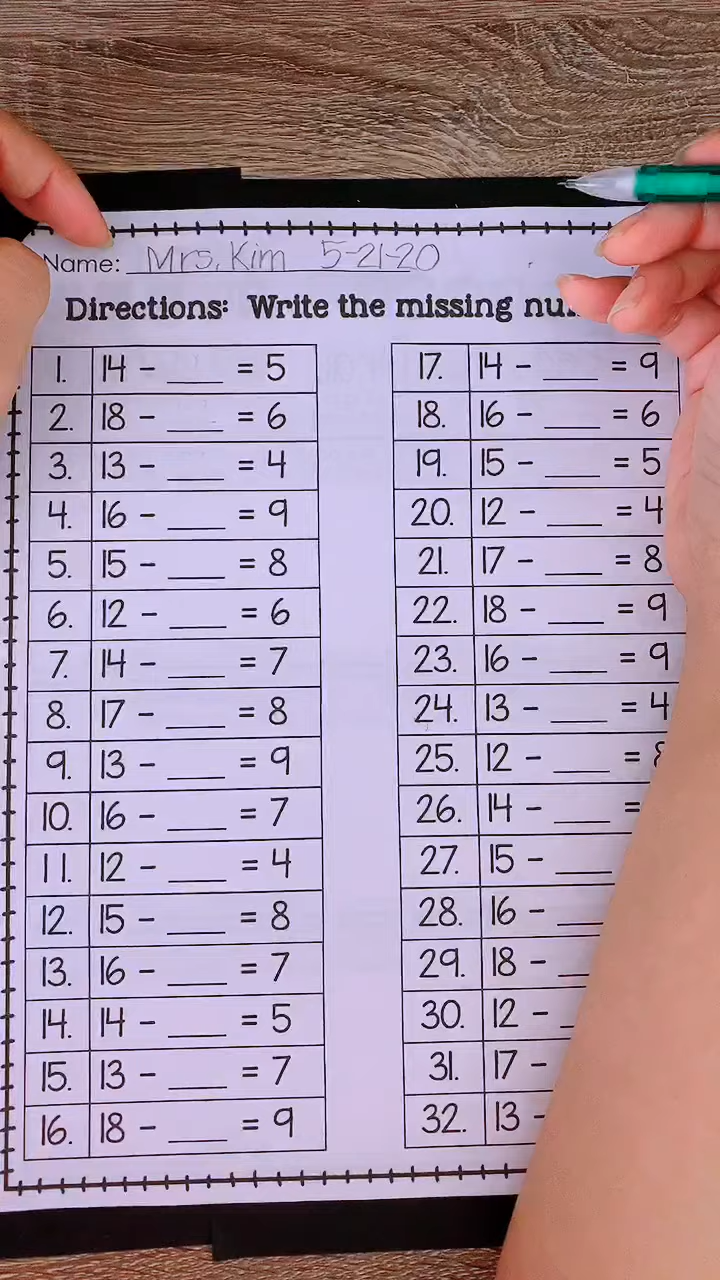 Name: Mrs. Kim 5-21-20
Directions: Write the missing
1. 14 - ___ = 5
2. 18 - ___ = 6
3. 13 - ___ = 4
4. 16 - ___ = 9
5. 15 - ___ = 8
6. 12 - ___ = 6
7. 14 - ___ = 7
8. 17 - ___ = 8
9. 13 - ___ = 9
10. 16 - ___ = 7
11. 12 - ___ = 4
12. 15 - ___ = 8
13. 16 - ___ = 7
14. 14 - ___ = 5
15. 13 - ___ = 7
16. 18 - ___ = 9
17. 14 - ___ = 9
18. 16 - ___ = 6
19. 15 - ___ = 5
20. 12 - ___ = 4
21. 17 - ___ = 8
22. 18 - ___ = 9
23. 16 - ___ = 9
24. 13 - ___ = 4
25. 12 - ___ =
26. 14 - ___ =
27. 15 - ___
28. 16 - ___
29. 18 - ___
30. 12 - ___
31. 17 -
32. 13 -